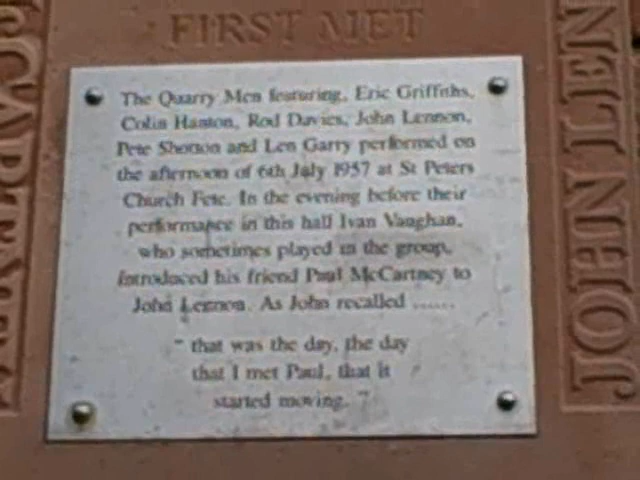 FIRST MET
McCARTNEY
The Quarry Men featuring, Eric Griffiths,
Colin Hanton, Rod Davies, John Lennon,
Pete Shotton and Len Garry performed on
the afternoon of 6th July 1957 at St Peters
Church Fete. In the evening before their
performance in this hall Ivan Vaughan,
who sometimes played in the group,
introduced his friend Paul McCartney to
John Lennon. As John recalled ......
" that was the day, the day
that I met Paul, that it
started moving. "
JOHN LEN